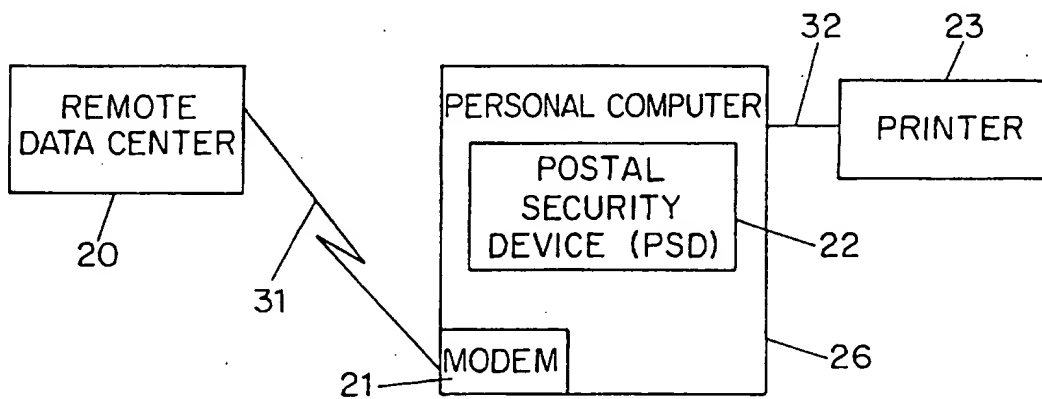 32
23
REMOTE
DATA CENTER
PERSONAL COMPUTER
PRINTER
POSTAL
SECURITY
DEVICE (PSD)
20
31
22
MODEM
21
26